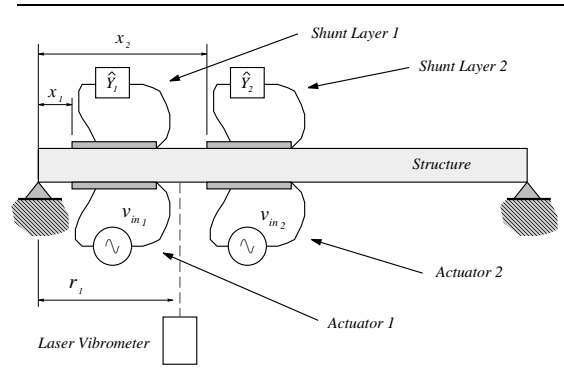 x2
Shunt Layer 1
x1
Ŷ1
Ŷ2
Shunt Layer 2
Structure
vin1
vin2
r1
Actuator 2
Actuator 1
Laser Vibrometer